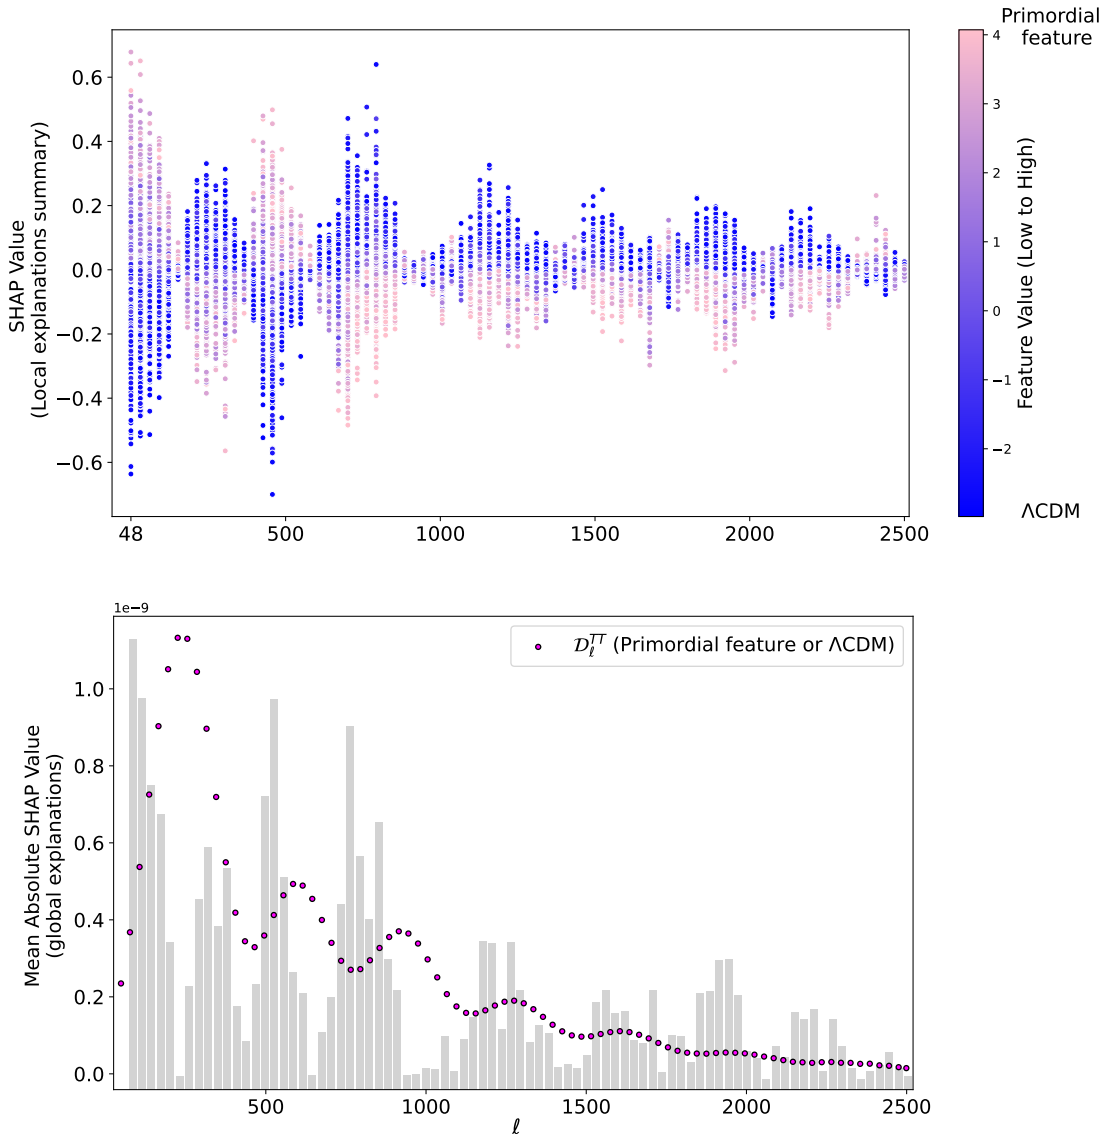 Primordial
feature
SHAP Value
(Local explanations summary)
0.6
0.4
0.2
0.0
−0.2
−0.4
−0.6
48
500
1000
1500
2000
2500
4
3
2
1
0
−1
−2
Feature Value (Low to High)
ΛCDM
1e−9
Mean Absolute SHAP Value
(global explanations)
1.0
0.8
0.6
0.4
0.2
0.0
𝒟ℓᵀᵀ (Primordial feature or ΛCDM)
500
1000
1500
2000
2500
ℓ